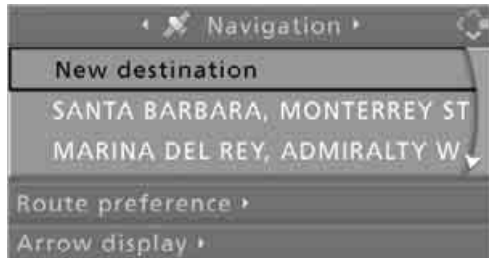 Navigation
New destination
SANTA BARBARA, MONTERREY ST
MARINA DEL REY, ADMIRALTY W
Route preference
Arrow display